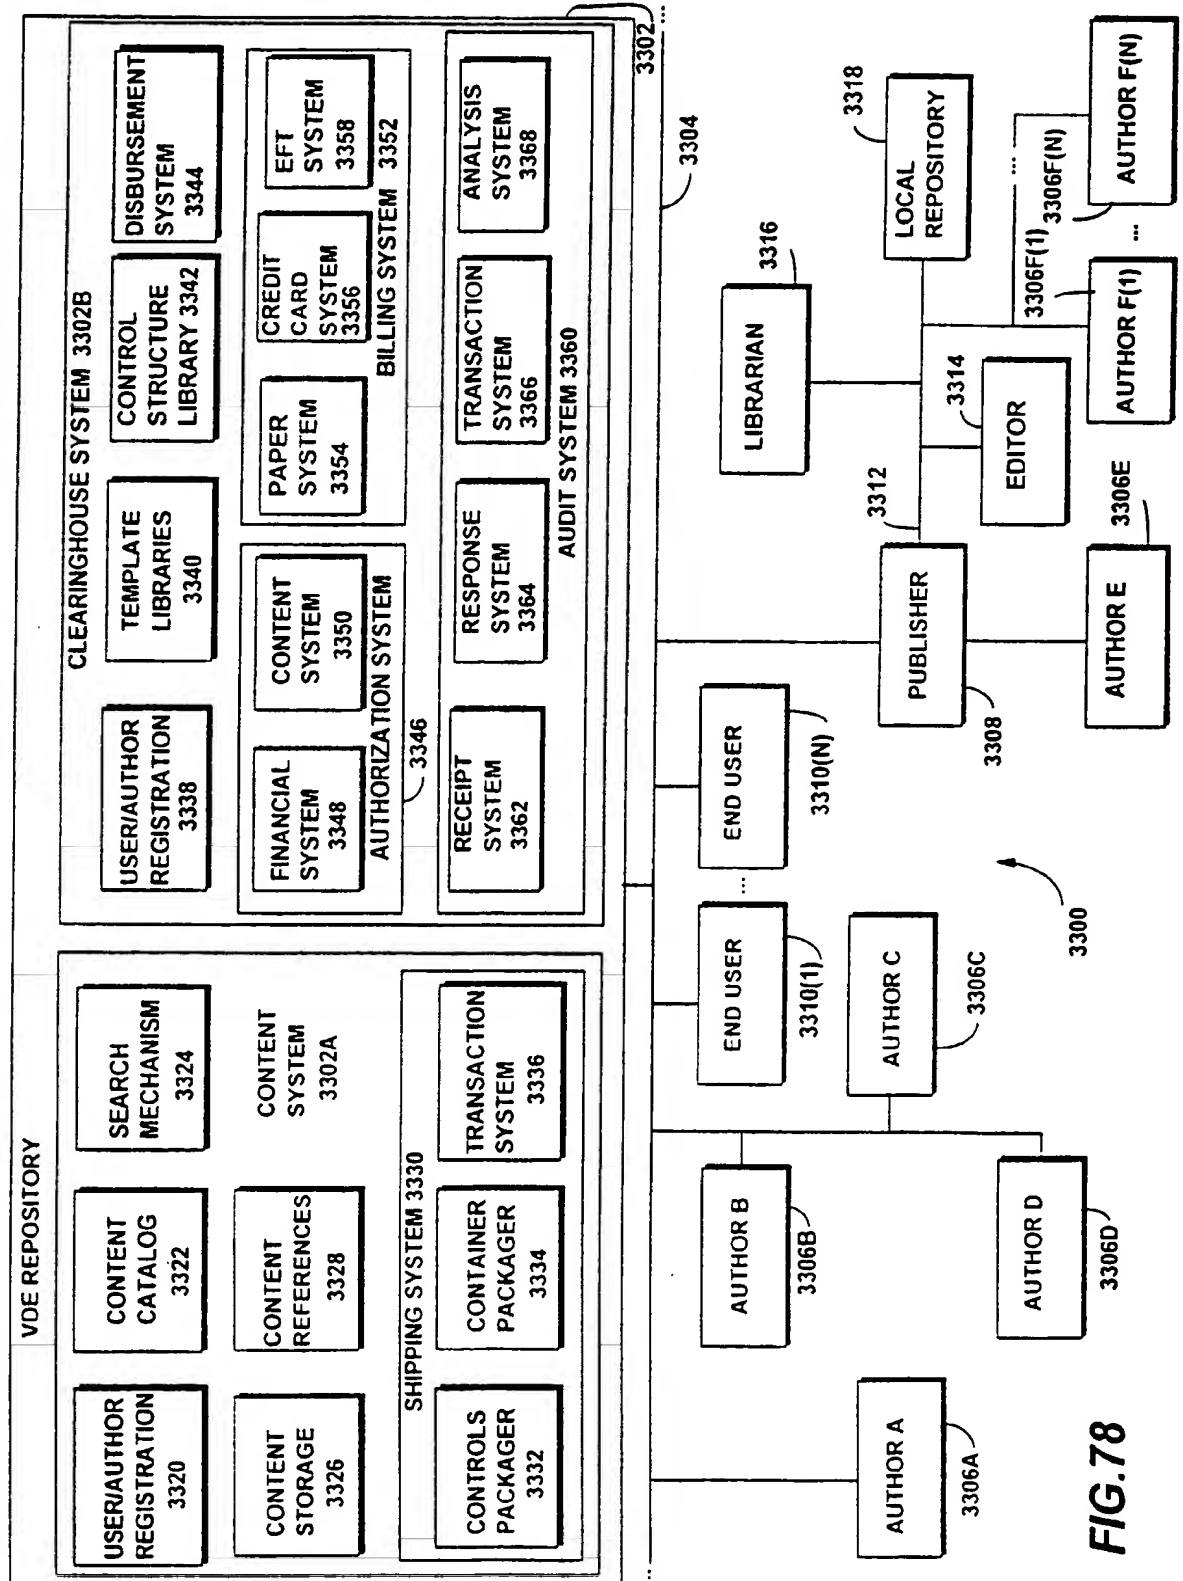 VDE REPOSITORY
USER/AUTHOR
REGISTRATION
3320
CONTENT
CATALOG
3322
SEARCH
MECHANISM
3324
CONTENT
STORAGE
3326
CONTENT
REFERENCES
3328
CONTENT
SYSTEM
3302A
SHIPPING SYSTEM 3330
CONTROLS
PACKAGER
3332
CONTAINER
PACKAGER
3334
TRANSACTION
SYSTEM
3336
CLEARINGHOUSE SYSTEM 3302B
USER/AUTHOR
REGISTRATION
3338
TEMPLATE
LIBRARIES
3340
CONTROL
STRUCTURE
LIBRARY 3342
DISBURSEMENT
SYSTEM
3344
FINANCIAL
SYSTEM
3348
CONTENT
SYSTEM
3350
AUTHORIZATION SYSTEM
3346
PAPER
SYSTEM
3354
CREDIT
CARD
SYSTEM
3356
EFT
SYSTEM
3358
BILLING SYSTEM 3352
RECEIPT
SYSTEM
3362
RESPONSE
SYSTEM
3364
TRANSACTION
SYSTEM
3366
ANALYSIS
SYSTEM
3368
AUDIT SYSTEM 3360
3302
...
...
3304
END USER
3310(1)
...
END USER
3310(N)
AUTHOR A
3306A
AUTHOR B
3306B
AUTHOR C
3306C
AUTHOR D
3306D
3300
PUBLISHER
3308
3312
AUTHOR E
3306E
EDITOR
3314
LIBRARIAN
3316
LOCAL
REPOSITORY
3318
3306F(1)
AUTHOR F(1)
...
3306F(N)
...
AUTHOR F(N)
FIG.78